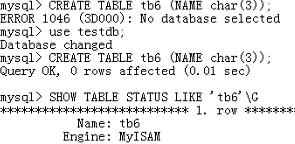 mysql> CREATE TABLE tb6 (NAME char(3));
ERROR 1046 (3D000): No database selected
mysql> use testdb;
Database changed
mysql> CREATE TABLE tb6 (NAME char(3));
Query OK, 0 rows affected (0.01 sec)
mysql> SHOW TABLE STATUS LIKE 'tb6'\G
*************************** 1. row *******
Name: tb6
Engine: MyISAM